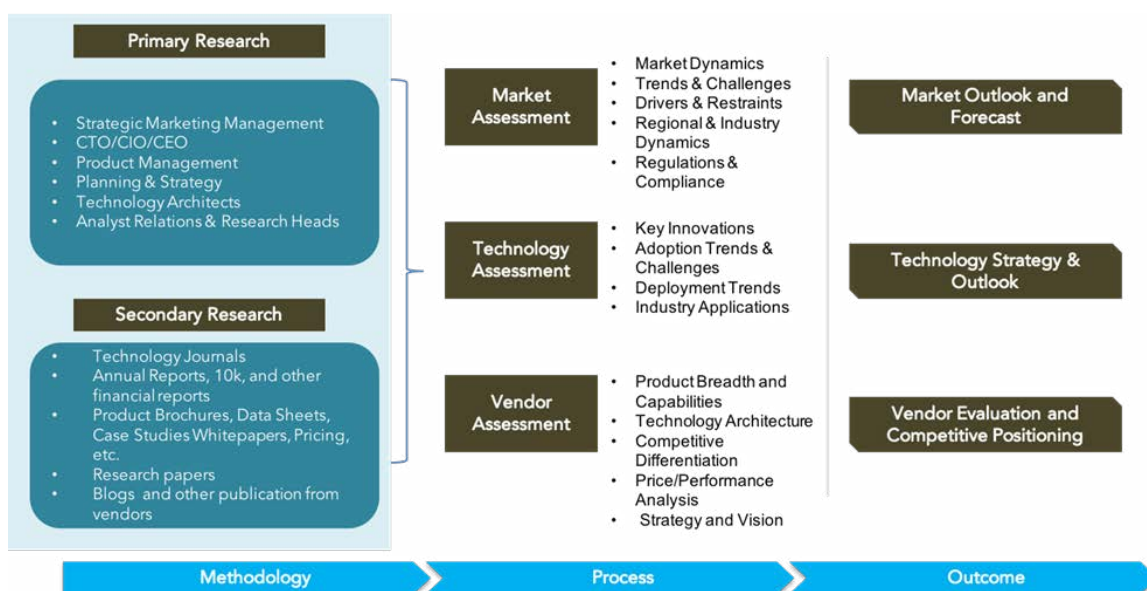 Primary Research
• Strategic Marketing Management
• CTO/CIO/CEO
• Product Management
• Planning & Strategy
• Technology Architects
• Analyst Relations & Research Heads
Secondary Research
• Technology Journals
• Annual Reports, 10k, and other
financial reports
• Product Brochures, Data Sheets,
Case Studies Whitepapers, Pricing,
etc.
• Research papers
• Blogs and other publication from
vendors
Market
Assessment
• Market Dynamics
• Trends & Challenges
• Drivers & Restraints
• Regional & Industry
Dynamics
• Regulations &
Compliance
Technology
Assessment
• Key Innovations
• Adoption Trends &
Challenges
• Deployment Trends
• Industry Applications
Vendor
Assessment
• Product Breadth and
Capabilities
• Technology Architecture
• Competitive
Differentiation
• Price/Performance
Analysis
• Strategy and Vision
Market Outlook and
Forecast
Technology Strategy &
Outlook
Vendor Evaluation and
Competitive Positioning
Methodology
Process
Outcome